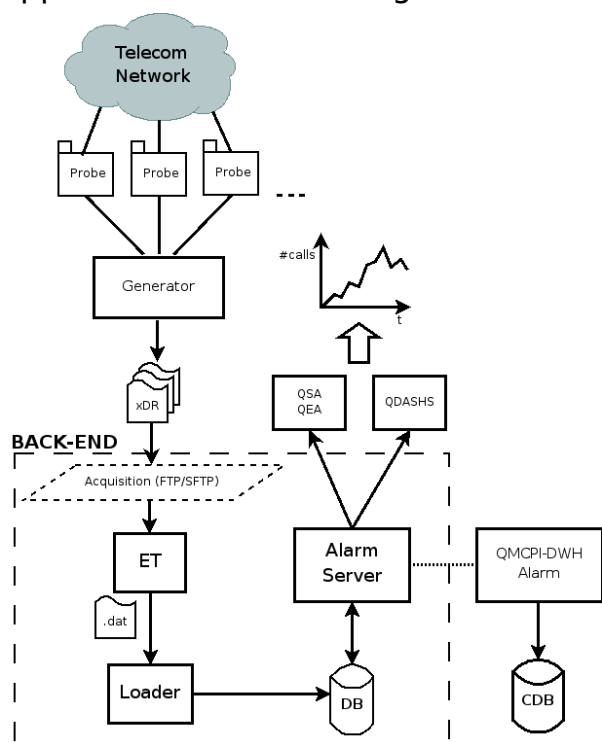 Telecom
Network
Probe
Probe
Probe
#calls
t
Generator
xDR
QSA
QEA
QDASHS
BACK-END
Acquisition (FTP/SFTP)
ET
Alarm
Server
QMCPI-DWH
Alarm
.dat
Loader
DB
CDB